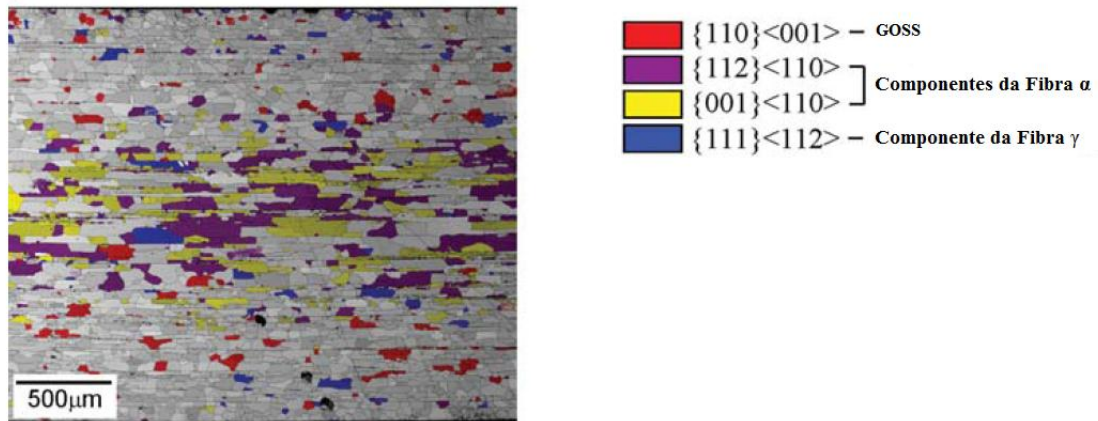 {110}<001> – GOSS
{112}<110>
Componentes da Fibra α
{001}<110>
{111}<112> – Componente da Fibra γ
500μm